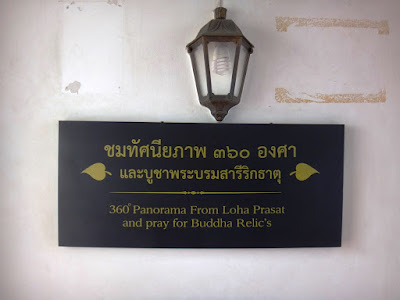 ชมทัศนียภาพ ๓๖๐ องศา
และบูชาพระบรมสารีริกธาตุ
360° Panorama From Loha Prasat
and pray for Buddha Relic's